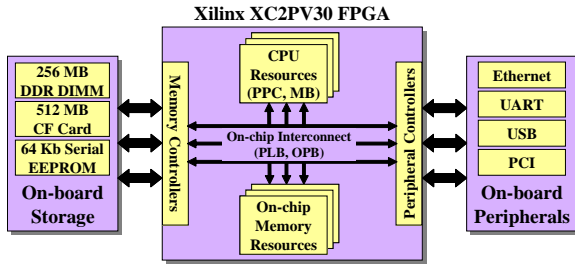 Xilinx XC2PV30 FPGA
256 MB
DDR DIMM
512 MB
CF Card
64 Kb Serial
EEPROM
On-board
Storage
Memory Controllers
CPU
Resources
(PPC, MB)
On-chip Interconnect
(PLB, OPB)
On-chip
Memory
Resources
Peripheral Controllers
Ethernet
UART
USB
PCI
On-board
Peripherals